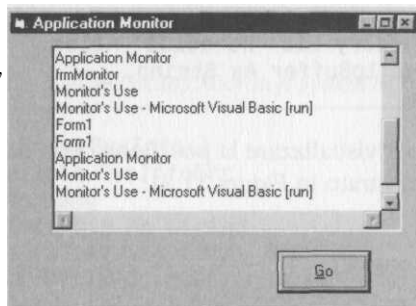 Application Monitor
Application Monitor
frmMonitor
Monitor's Use
Monitor's Use - Microsoft Visual Basic [run]
Form1
Form1
Application Monitor
Monitor's Use
Monitor's Use - Microsoft Visual Basic [run]
Go